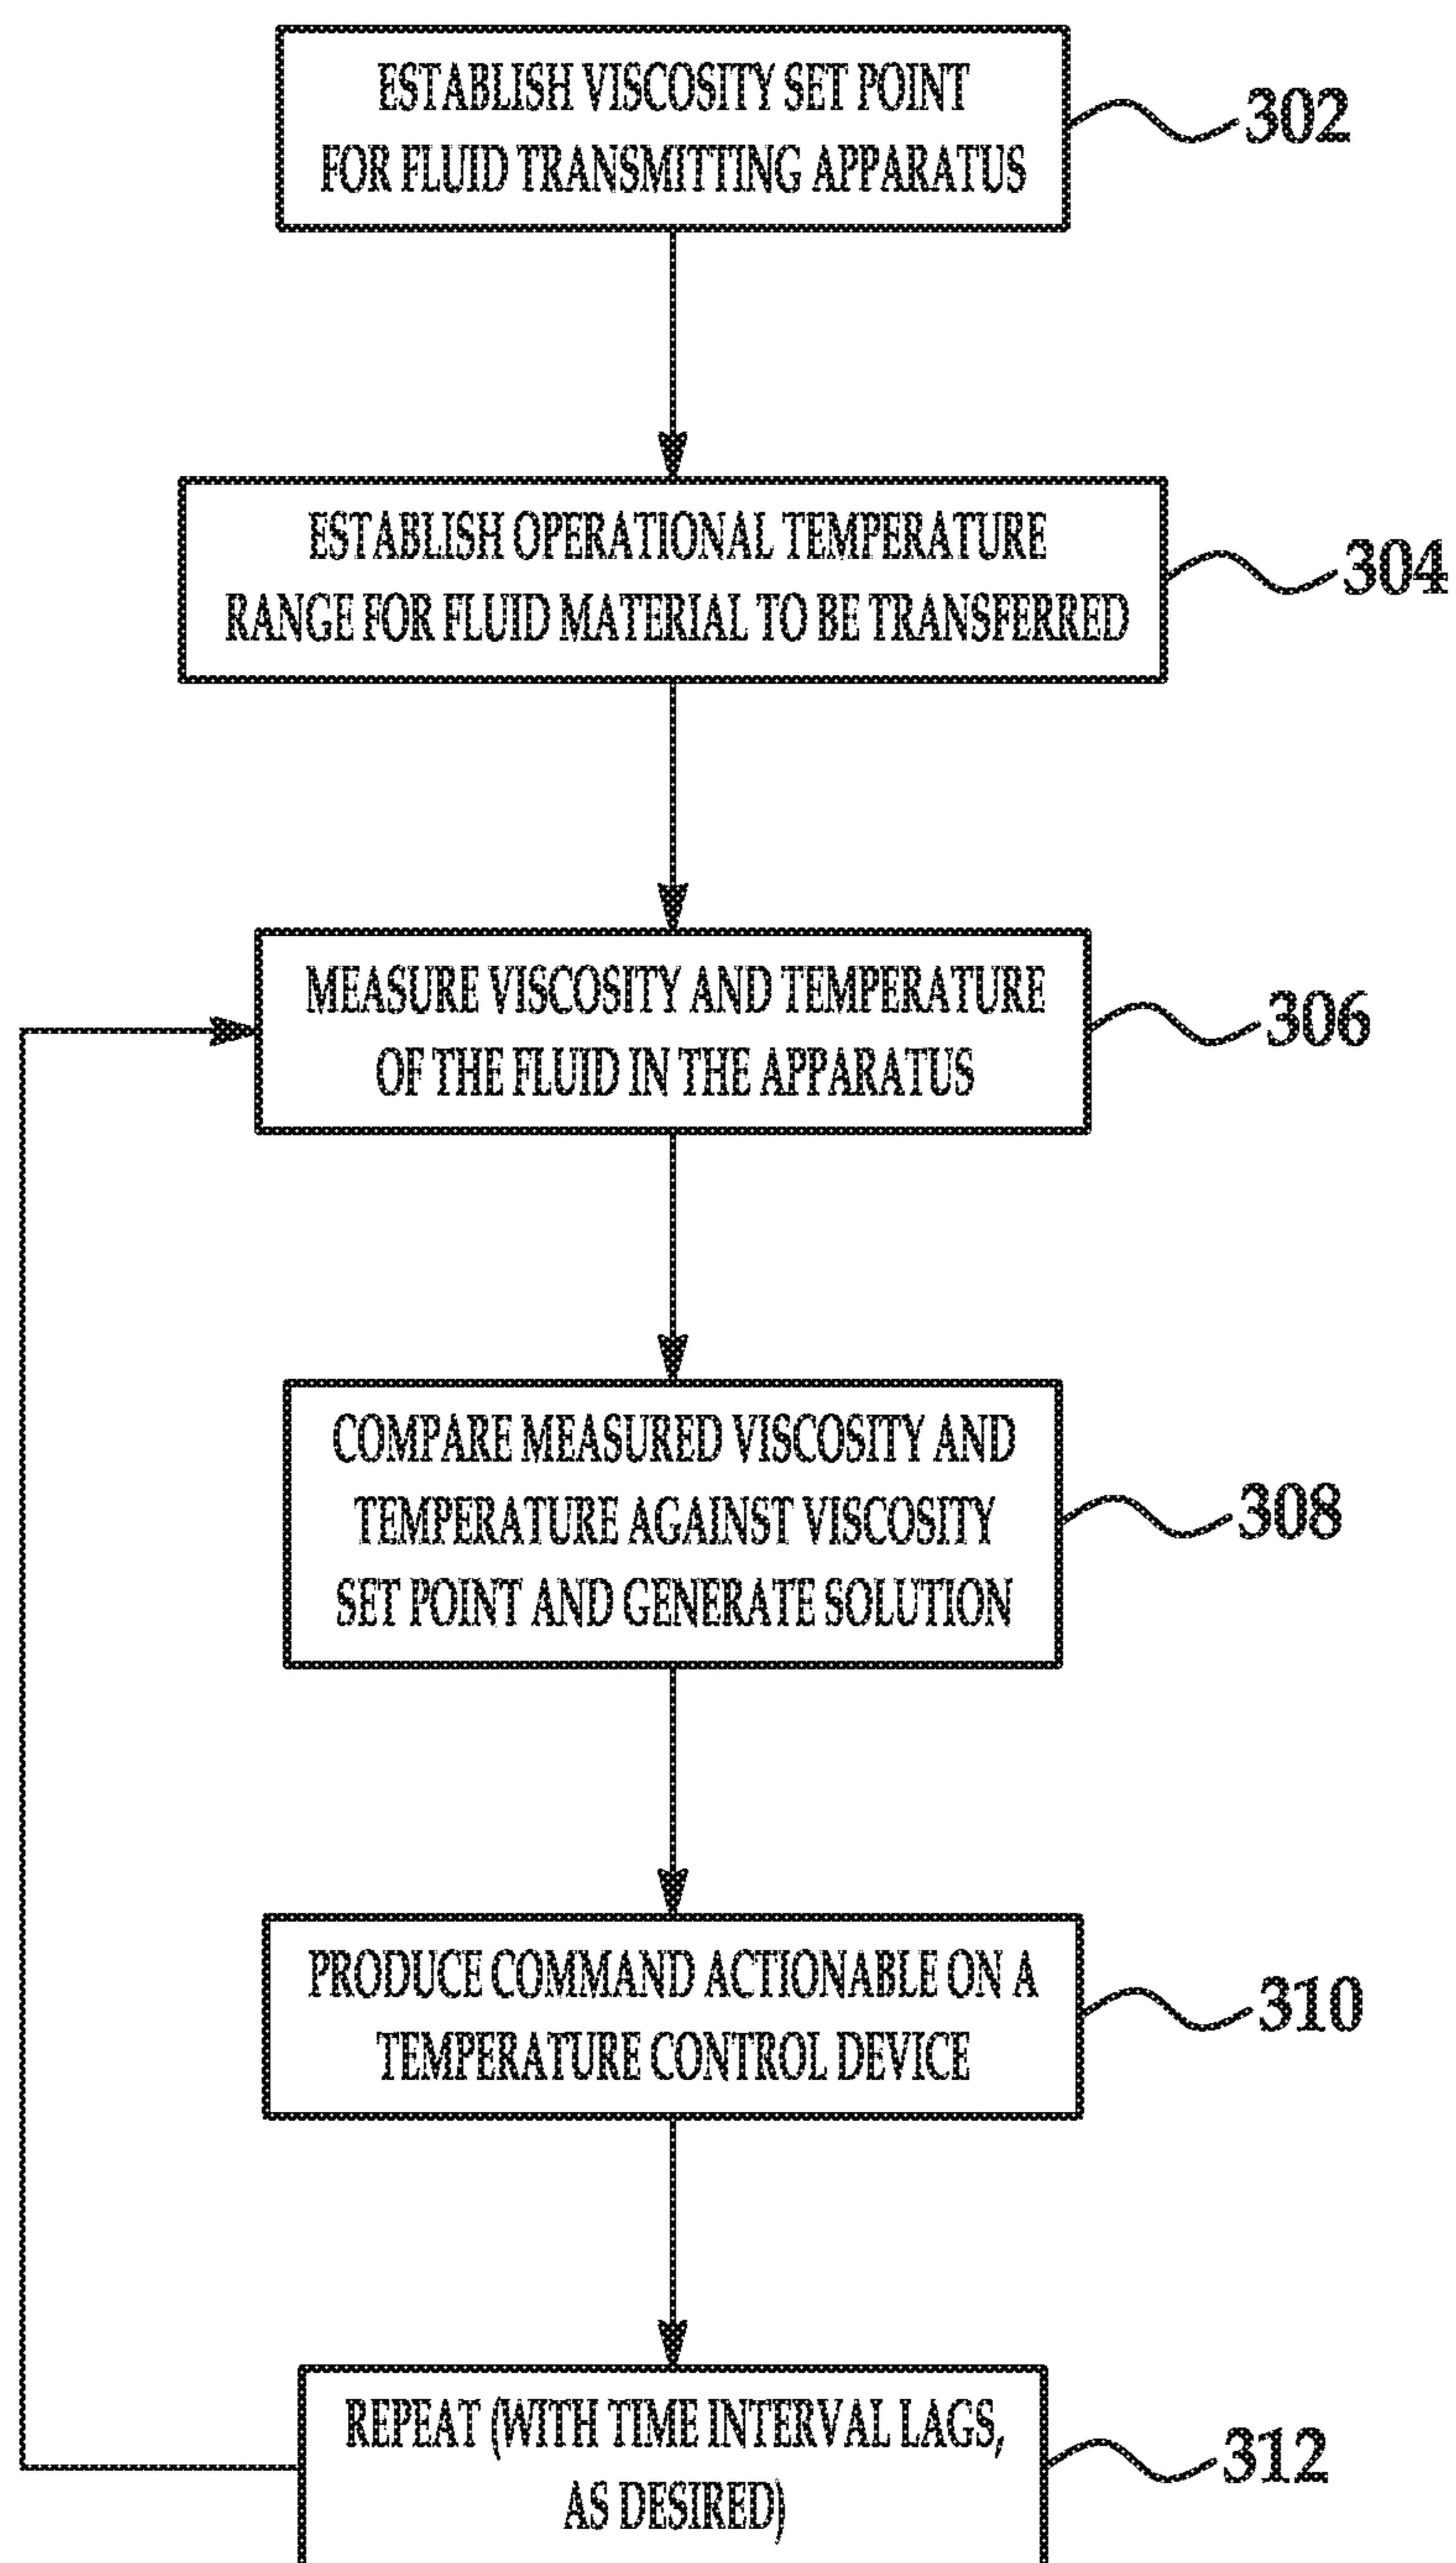 ESTABLISH VISCOSITY SET POINT
FOR FLUID TRANSMITTING APPARATUS
302
ESTABLISH OPERATIONAL TEMPERATURE
RANGE FOR FLUID MATERIAL TO BE TRANSFERRED
304
MEASURE VISCOSITY AND TEMPERATURE
OF THE FLUID IN THE APPARATUS
306
COMPARE MEASURED VISCOSITY AND
TEMPERATURE AGAINST VISCOSITY
SET POINT AND GENERATE SOLUTION
308
PRODUCE COMMAND ACTIONABLE ON A
TEMPERATURE CONTROL DEVICE
310
REPEAT (WITH TIME INTERVAL LAGS,
AS DESIRED)
312